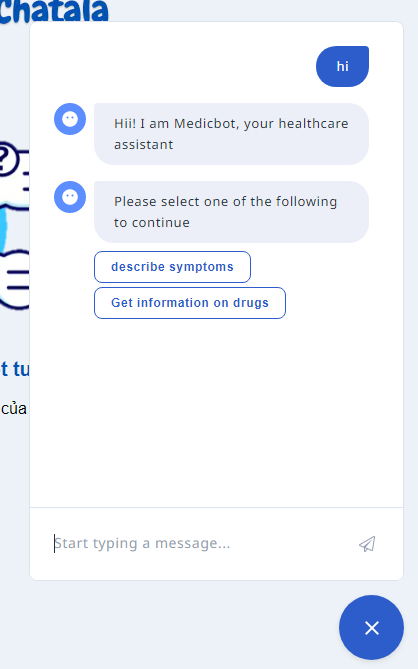 Chatala
hi
Hii! I am Medicbot, your healthcare
assistant
Please select one of the following
to continue
describe symptoms
Get information on drugs
?
t tu
của
Start typing a message...